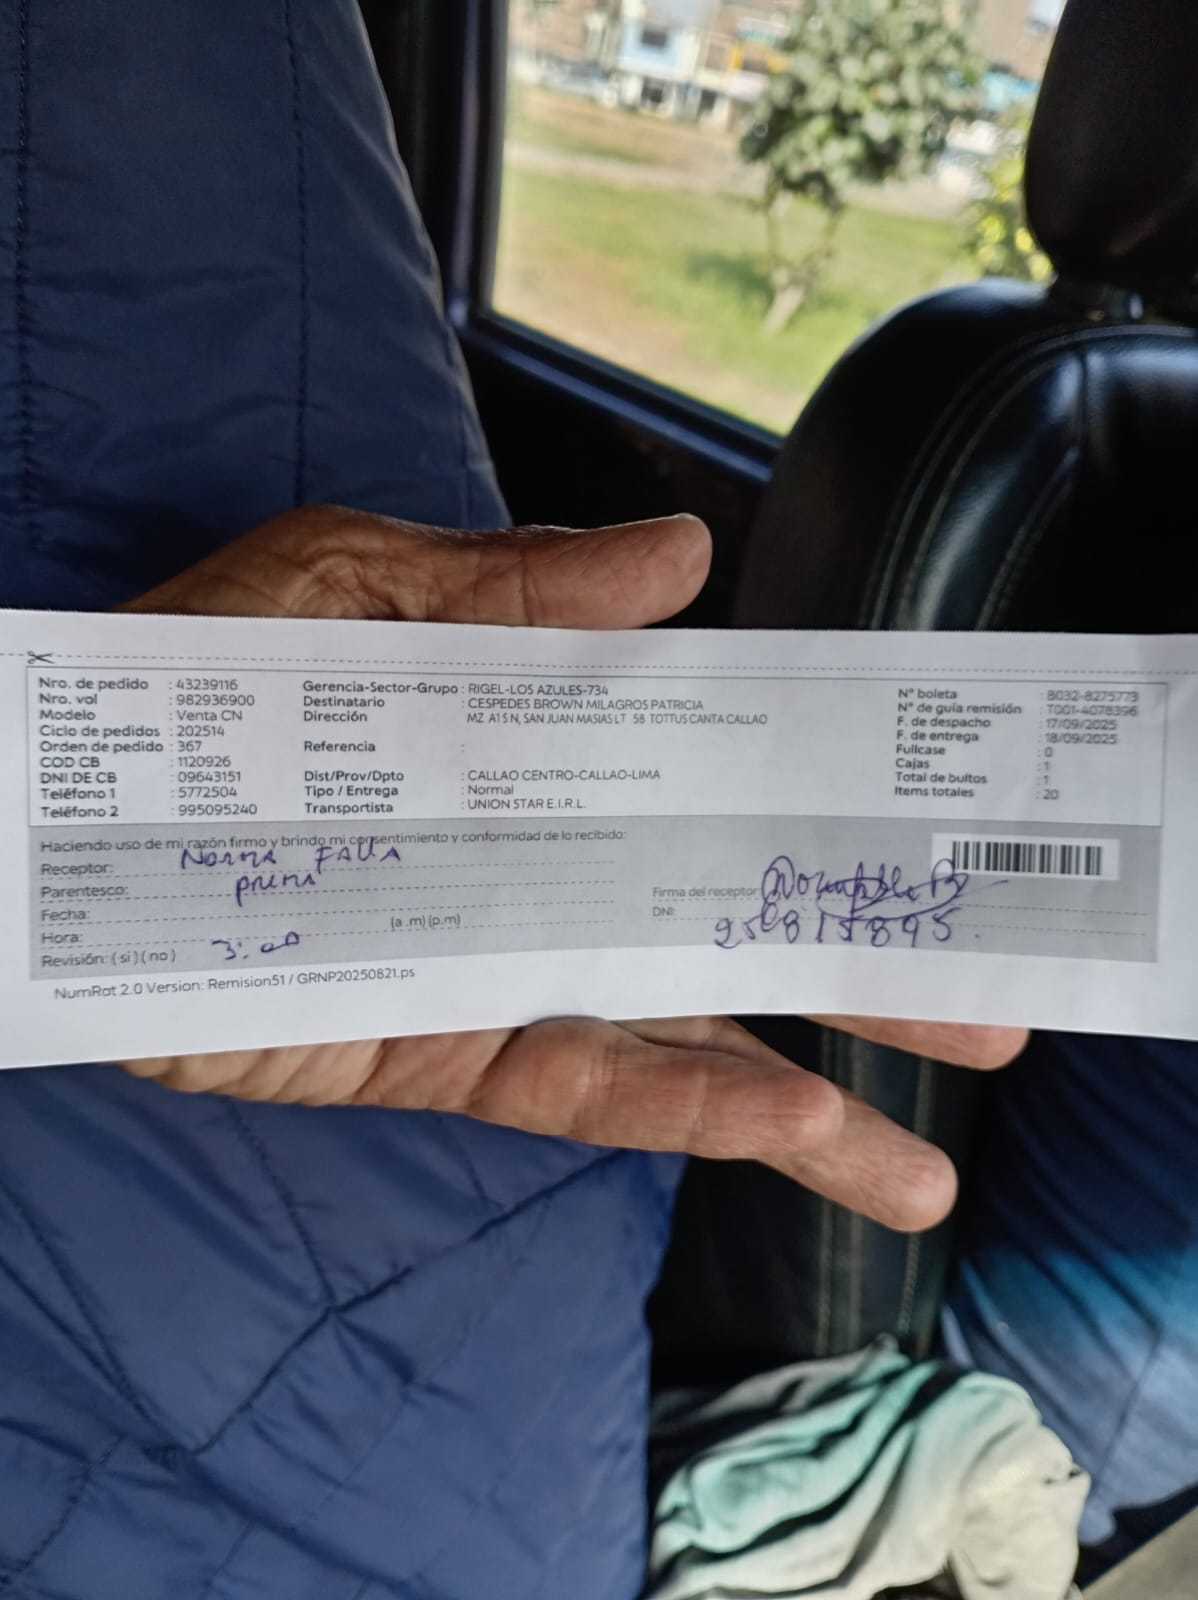 Nro. de pedido : 43239116
Nro. vol : 982936900
Modelo : Venta CN
Ciclo de pedidos : 202514
Orden de pedido : 367
COD CB : 1120926
DNI DE CB : 09643151
Teléfono 1 : 5772504
Teléfono 2 : 995095240
Gerencia-Sector-Grupo : RIGEL-LOS AZULES-734
Destinatario : CESPEDES BROWN MILAGROS PATRICIA
Dirección MZ A15 N, SAN JUAN MASIAS LT 58 TOTTUS CANTA CALLAO
Referencia :
Dist/Prov/Dpto : CALLAO CENTRO-CALLAO-LIMA
Tipo / Entrega : Normal
Transportista : UNION STAR E.I.R.L.
N° boleta : B032-8275773
N° de guía remisión : T001-4078396
F. de despacho : 17/09/2025
F. de entrega : 18/09/2025
Fullcase : 0
Cajas : 1
Total de bultos : 1
Items totales : 20
Haciendo uso de mi razón firmo y brindo mi consentimiento y conformidad de lo recibido:
Receptor: NORMA FALLA
Parentesco: prima
Fecha:
Hora: (a .m) (p.m)
Revisión: ( si ) ( no ) 3:00
Firma del receptor:
DNI: 25815895.
NumRat 2.0 Version: Remision51 / GRNP20250821.ps